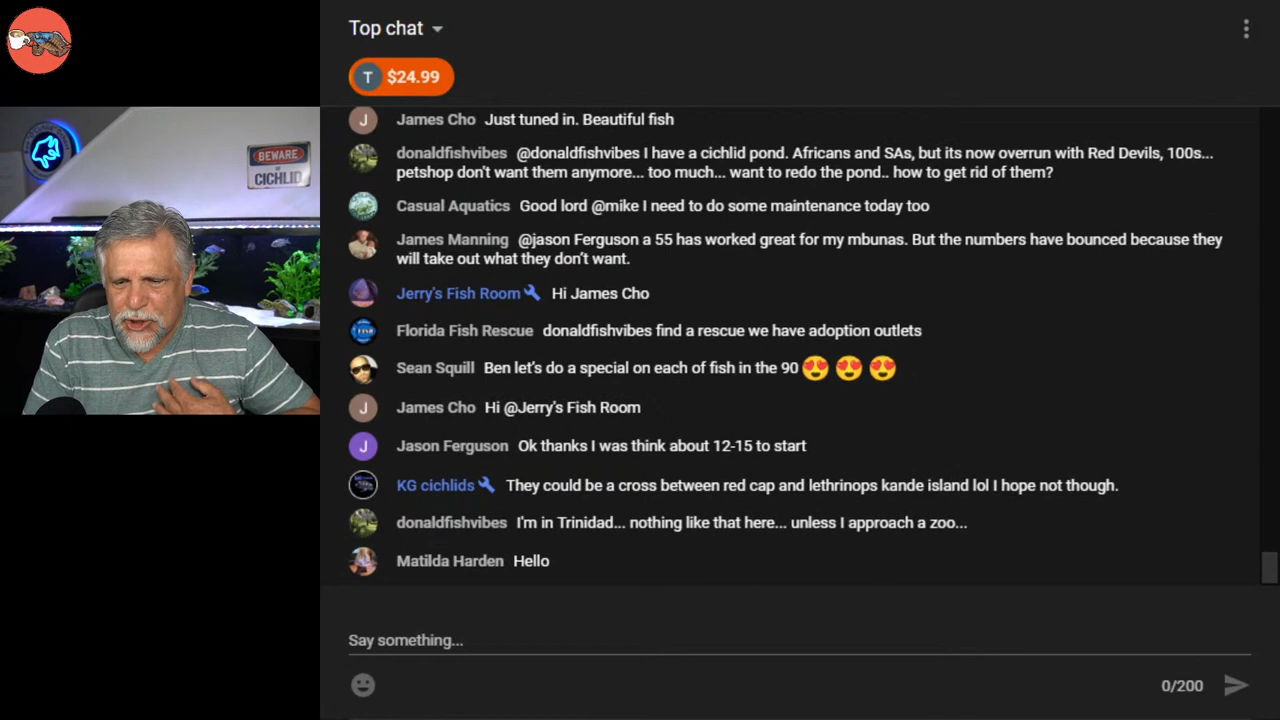 Top chat
T $24.99
BEWARE
OF
CICHLID
James Cho Just tuned in. Beautiful fish
donaldfishvibes @donaldfishvibes I have a cichlid pond. Africans and SAs, but its now overrun with Red Devils, 100s...
petshop don't want them anymore... too much... want to redo the pond.. how to get rid of them?
Casual Aquatics Good lord @mike I need to do some maintenance today too
James Manning @jason Ferguson a 55 has worked great for my mbunas. But the numbers have bounced because they
will take out what they don't want.
Jerry's Fish Room Hi James Cho
Florida Fish Rescue donaldfishvibes find a rescue we have adoption outlets
Sean Squill Ben let's do a special on each of fish in the 90 😍 😍 😍
J James Cho Hi @Jerry's Fish Room
J Jason Ferguson Ok thanks I was think about 12-15 to start
KG cichlids They could be a cross between red cap and lethrinops kande island lol I hope not though.
donaldfishvibes I'm in Trinidad... nothing like that here... unless I approach a zoo...
Matilda Harden Hello
Say something...
0/200